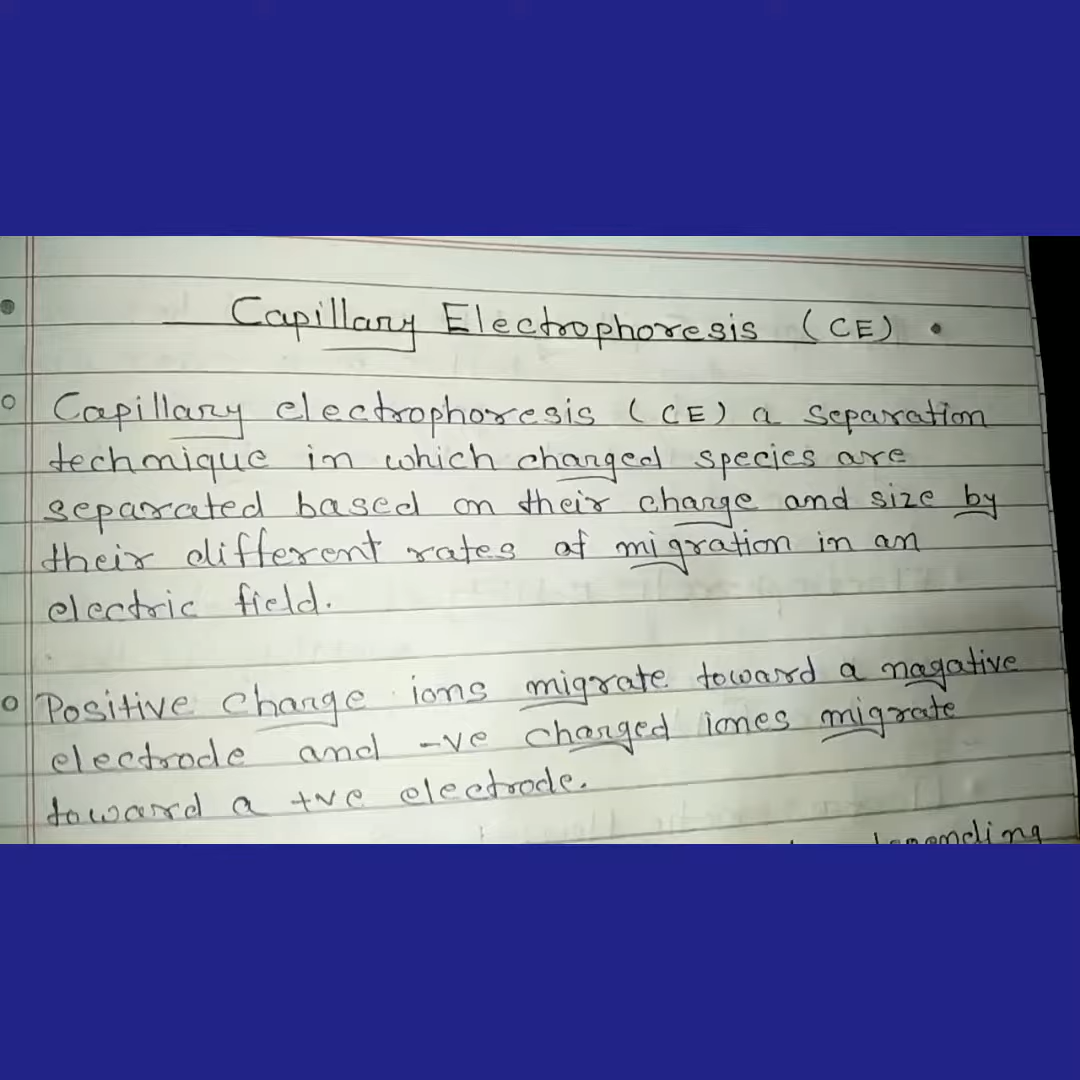 Capillary Electrophoresis (CE)
Capillary electrophoresis (CE) a separation
technique in which charged species are
separated based on their charge and size by
their different rates of migration in an
electric field.
Positive charge ions migrate toward a nagative
electrode and -ve charged iones migrate
toward a +ve electrode.